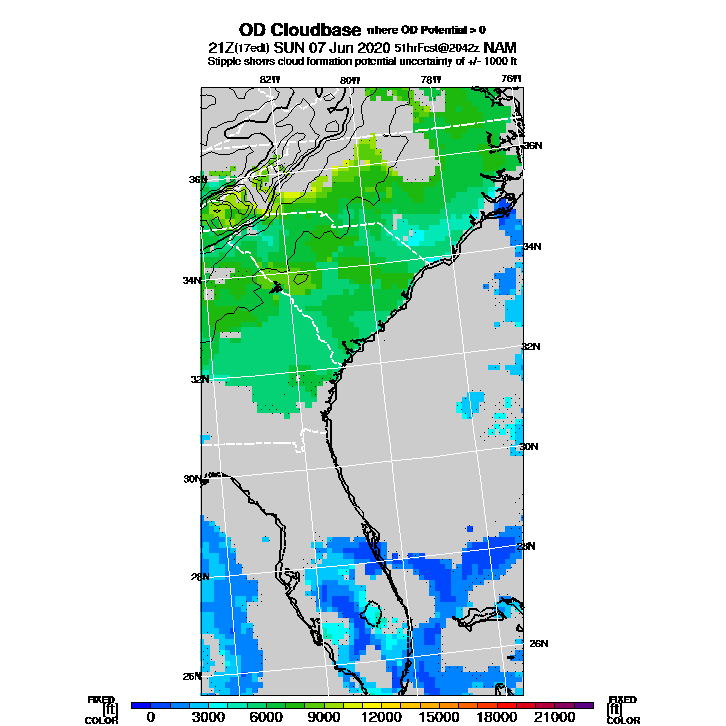 OD Cloudbase where OD Potential > 0
21Z(17edt) SUN 07 Jun 2020 51hrFcst@2042z NAM
Stipple shows cloud formation potential uncertainty of +/- 1000 ft
82W 80W 78W 76W
36N
36N
34N
34N
32N
32N
30N
30N
28N
28N
26N
26N
FIXED FIXED
[ft] 0 3000 6000 9000 12000 15000 18000 21000 [ft]
COLOR COLOR